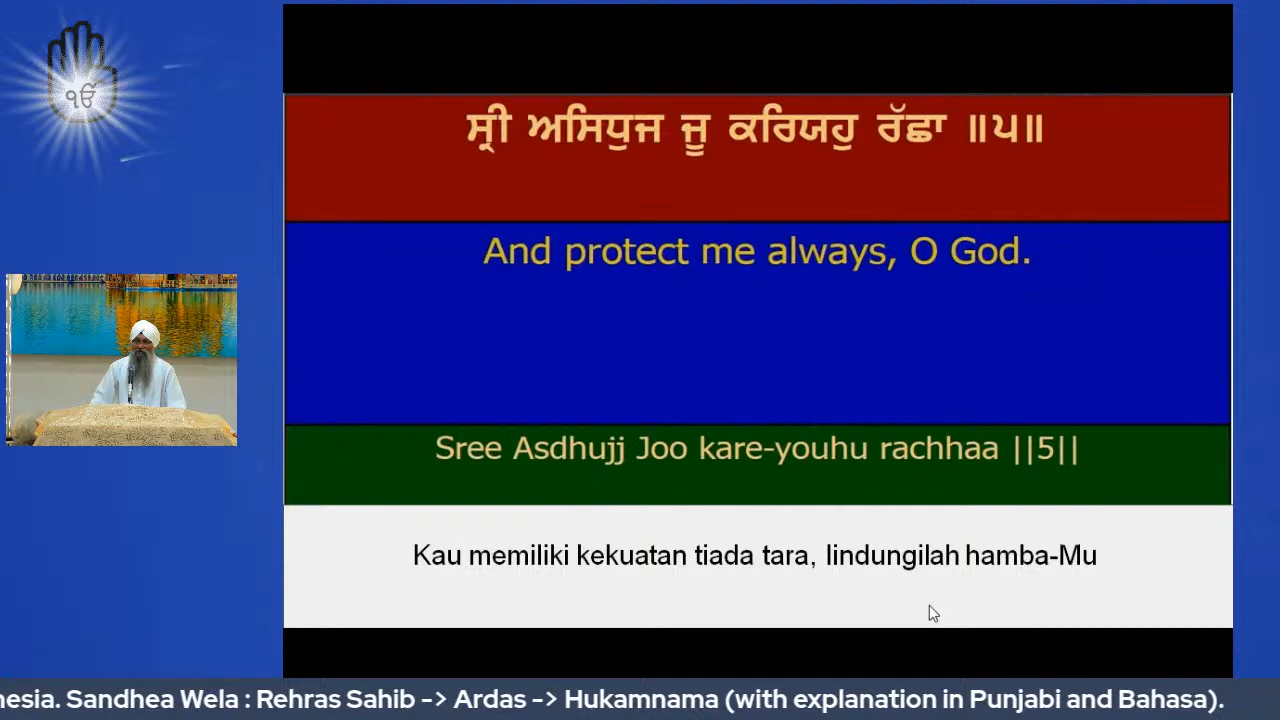 ੴ
ਸ੍ਰੀ ਅਸਿਧੁਜ ਜੂ ਕਰਿਯਹੁ ਰੱਛਾ ॥੫॥
And protect me always, O God.
Sree Asdhujj Joo kare-youhu rachhaa ||5||
Kau memiliki kekuatan tiada tara, lindungilah hamba-Mu
nesia. Sandhea Wela : Rehras Sahib -> Ardas -> Hukamnama (with explanation in Punjabi and Bahasa).